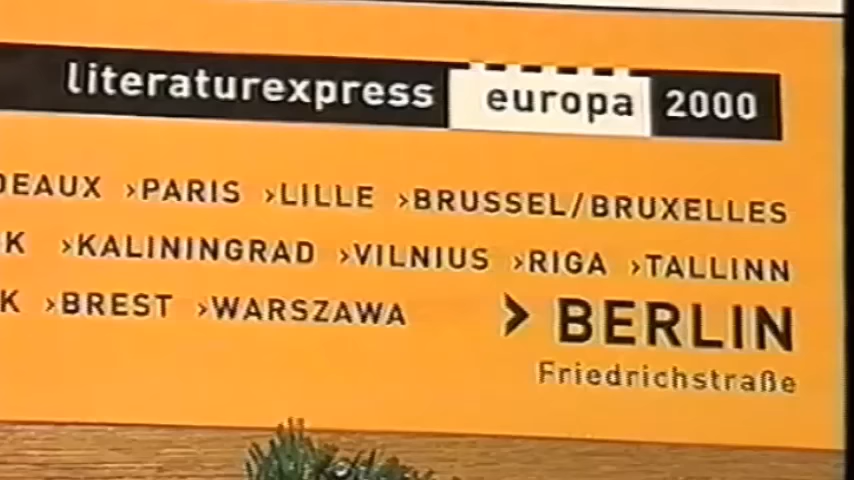 literaturexpress europa 2000
DEAUX >PARIS >LILLE >BRUSSEL/BRUXELLES
K >KALININGRAD >VILNIUS >RIGA >TALLINN
K >BREST >WARSZAWA > BERLIN
Friedrichstraße